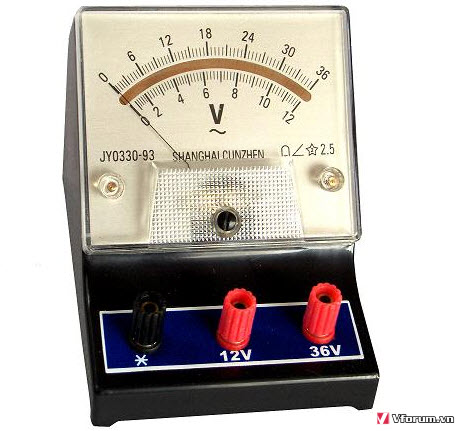 0 6 12 18 24 30 36
0 2 4 6 8 10 12
V
~
JY0330-93 SHANGHAI CUNZHEN 2.5
* 12V 36V
Vforum.vn